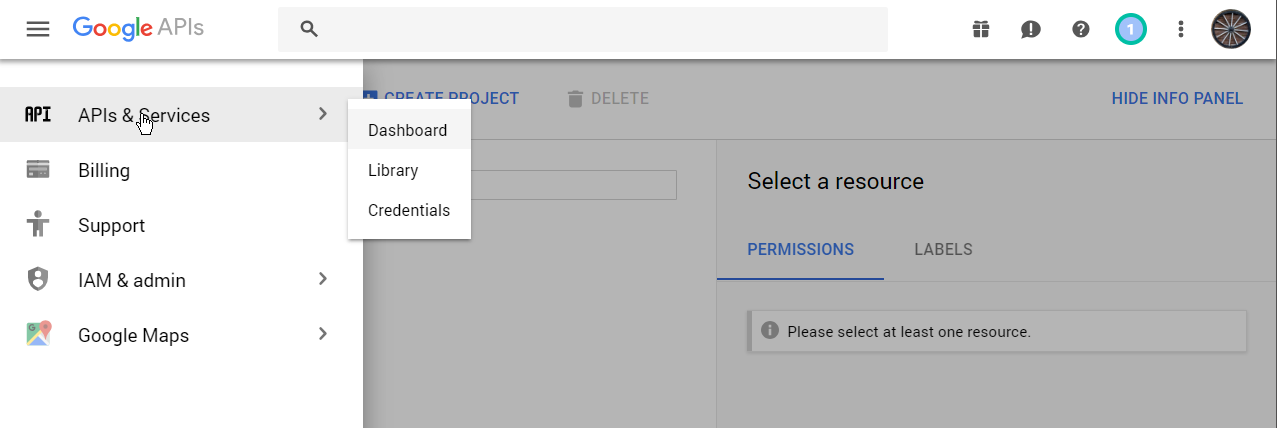 Google APIs
1
API APIs & Services
Billing
Support
IAM & admin
Google Maps
Dashboard
Library
Credentials
CREATE PROJECT
DELETE
HIDE INFO PANEL
Select a resource
PERMISSIONS
LABELS
Please select at least one resource.